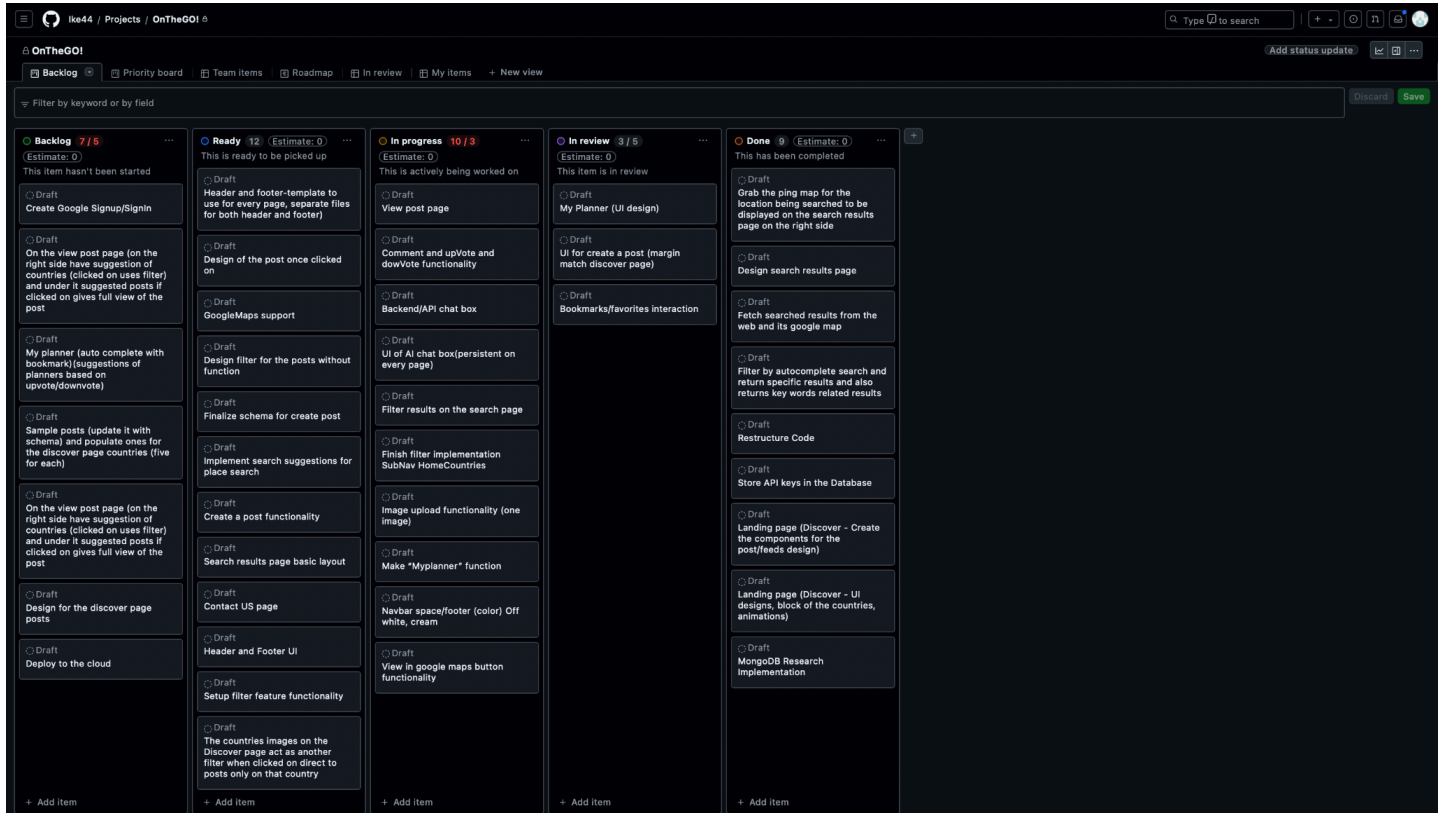 Ike44 / Projects / OnTheGO!
Type / to search
OnTheGO!
Add status update
Backlog
Priority board
Team items
Roadmap
In review
My items
+ New view
Filter by keyword or by field
Discard
Save
Backlog 7 / 5
Estimate: 0
This item hasn't been started
Draft
Create Google Signup/SignIn
Draft
On the view post page (on the
right side have suggestion of
countries (clicked on uses filter)
and under it suggested posts if
clicked on gives full view of the
post
Draft
My planner (auto complete with
bookmark)(suggestions of
planners based on
upvote/downvote)
Draft
Sample posts (update it with
schema) and populate ones for
the discover page countries (five
for each)
Draft
On the view post page (on the
right side have suggestion of
countries (clicked on uses filter)
and under it suggested posts if
clicked on gives full view of the
post
Draft
Design for the discover page
posts
Draft
Deploy to the cloud
+ Add item
Ready 12 Estimate: 0
This is ready to be picked up
Draft
Header and footer-template to
use for every page, separate files
for both header and footer)
Draft
Design of the post once clicked
on
Draft
GoogleMaps support
Draft
Design filter for the posts without
function
Draft
Finalize schema for create post
Draft
Implement search suggestions for
place search
Draft
Create a post functionality
Draft
Search results page basic layout
Draft
Contact US page
Draft
Header and Footer UI
Draft
Setup filter feature functionality
Draft
The countries images on the
Discover page act as another
filter when clicked on direct to
posts only on that country
+ Add item
In progress 10 / 3
Estimate: 0
This is actively being worked on
Draft
View post page
Draft
Comment and upVote and
dowVote functionality
Draft
Backend/API chat box
Draft
UI of AI chat box(persistent on
every page)
Draft
Filter results on the search page
Draft
Finish filter implementation
SubNav HomeCountries
Draft
Image upload functionality (one
image)
Draft
Make “Myplanner” function
Draft
Navbar space/footer (color) Off
white, cream
Draft
View in google maps button
functionality
+ Add item
In review 3 / 5
Estimate: 0
This item is in review
Draft
My Planner (UI design)
Draft
UI for create a post (margin
match discover page)
Draft
Bookmarks/favorites interaction
+ Add item
Done 9 Estimate: 0
This has been completed
Draft
Grab the ping map for the
location being searched to be
displayed on the search results
page on the right side
Draft
Design search results page
Draft
Fetch searched results from the
web and its google map
Draft
Filter by autocomplete search and
return specific results and also
returns key words related results
Draft
Restructure Code
Draft
Store API keys in the Database
Draft
Landing page (Discover - Create
the components for the
post/feeds design)
Draft
Landing page (Discover - UI
designs, block of the countries,
animations)
Draft
MongoDB Research
Implementation
+ Add item